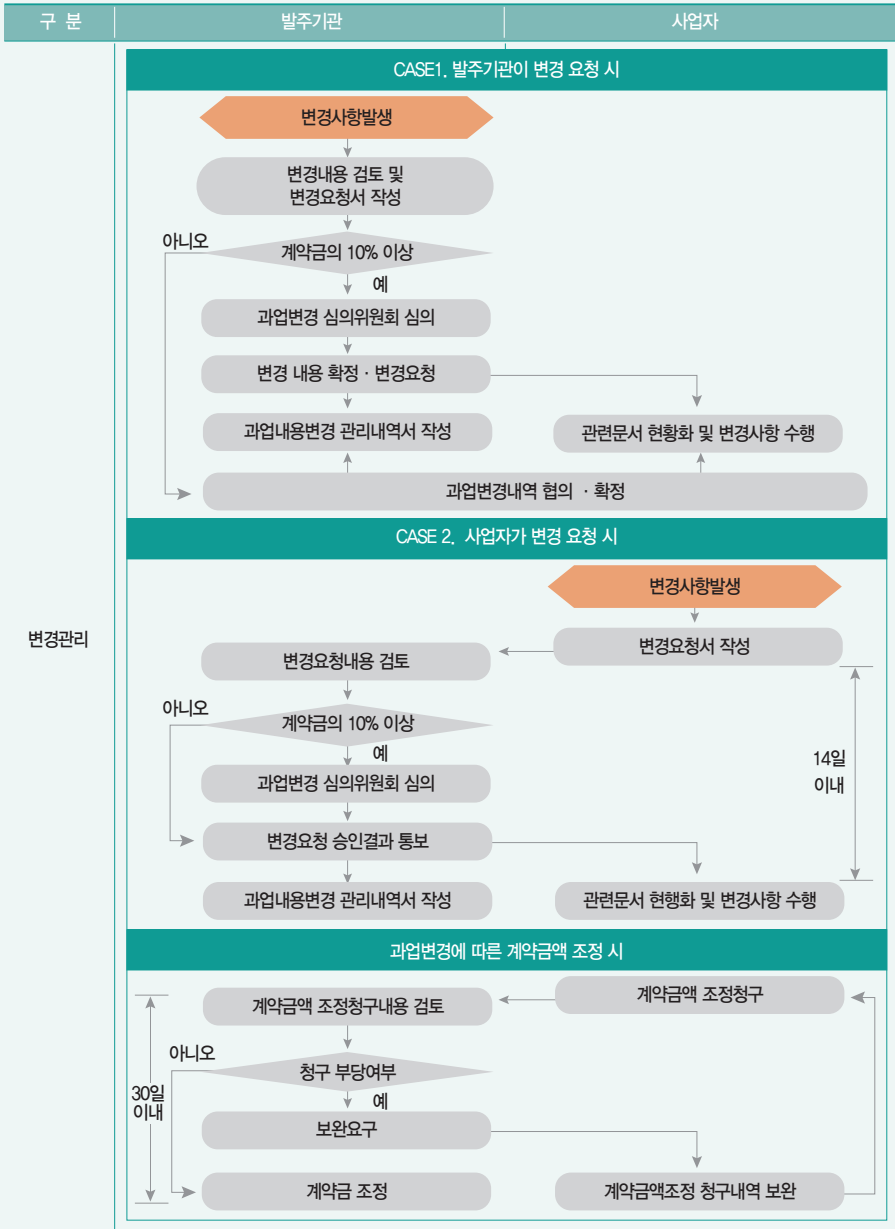 구 분 발주기관 사업자
변경관리
CASE1. 발주기관이 변경 요청 시
변경사항발생
변경내용 검토 및
변경요청서 작성
아니오
계약금의 10% 이상
예
과업변경 심의위원회 심의
변경 내용 확정 · 변경요청
과업내용변경 관리내역서 작성
관련문서 현황화 및 변경사항 수행
과업변경내역 협의 · 확정
CASE 2. 사업자가 변경 요청 시
변경사항발생
변경요청서 작성
변경요청내용 검토
아니오
계약금의 10% 이상
예
14일
이내
과업변경 심의위원회 심의
변경요청 승인결과 통보
과업내용변경 관리내역서 작성
관련문서 현행화 및 변경사항 수행
과업변경에 따른 계약금액 조정 시
계약금액 조정청구
계약금액 조정청구내용 검토
아니오
청구 부당여부
30일
이내
예
보완요구
계약금 조정
계약금액조정 청구내역 보완